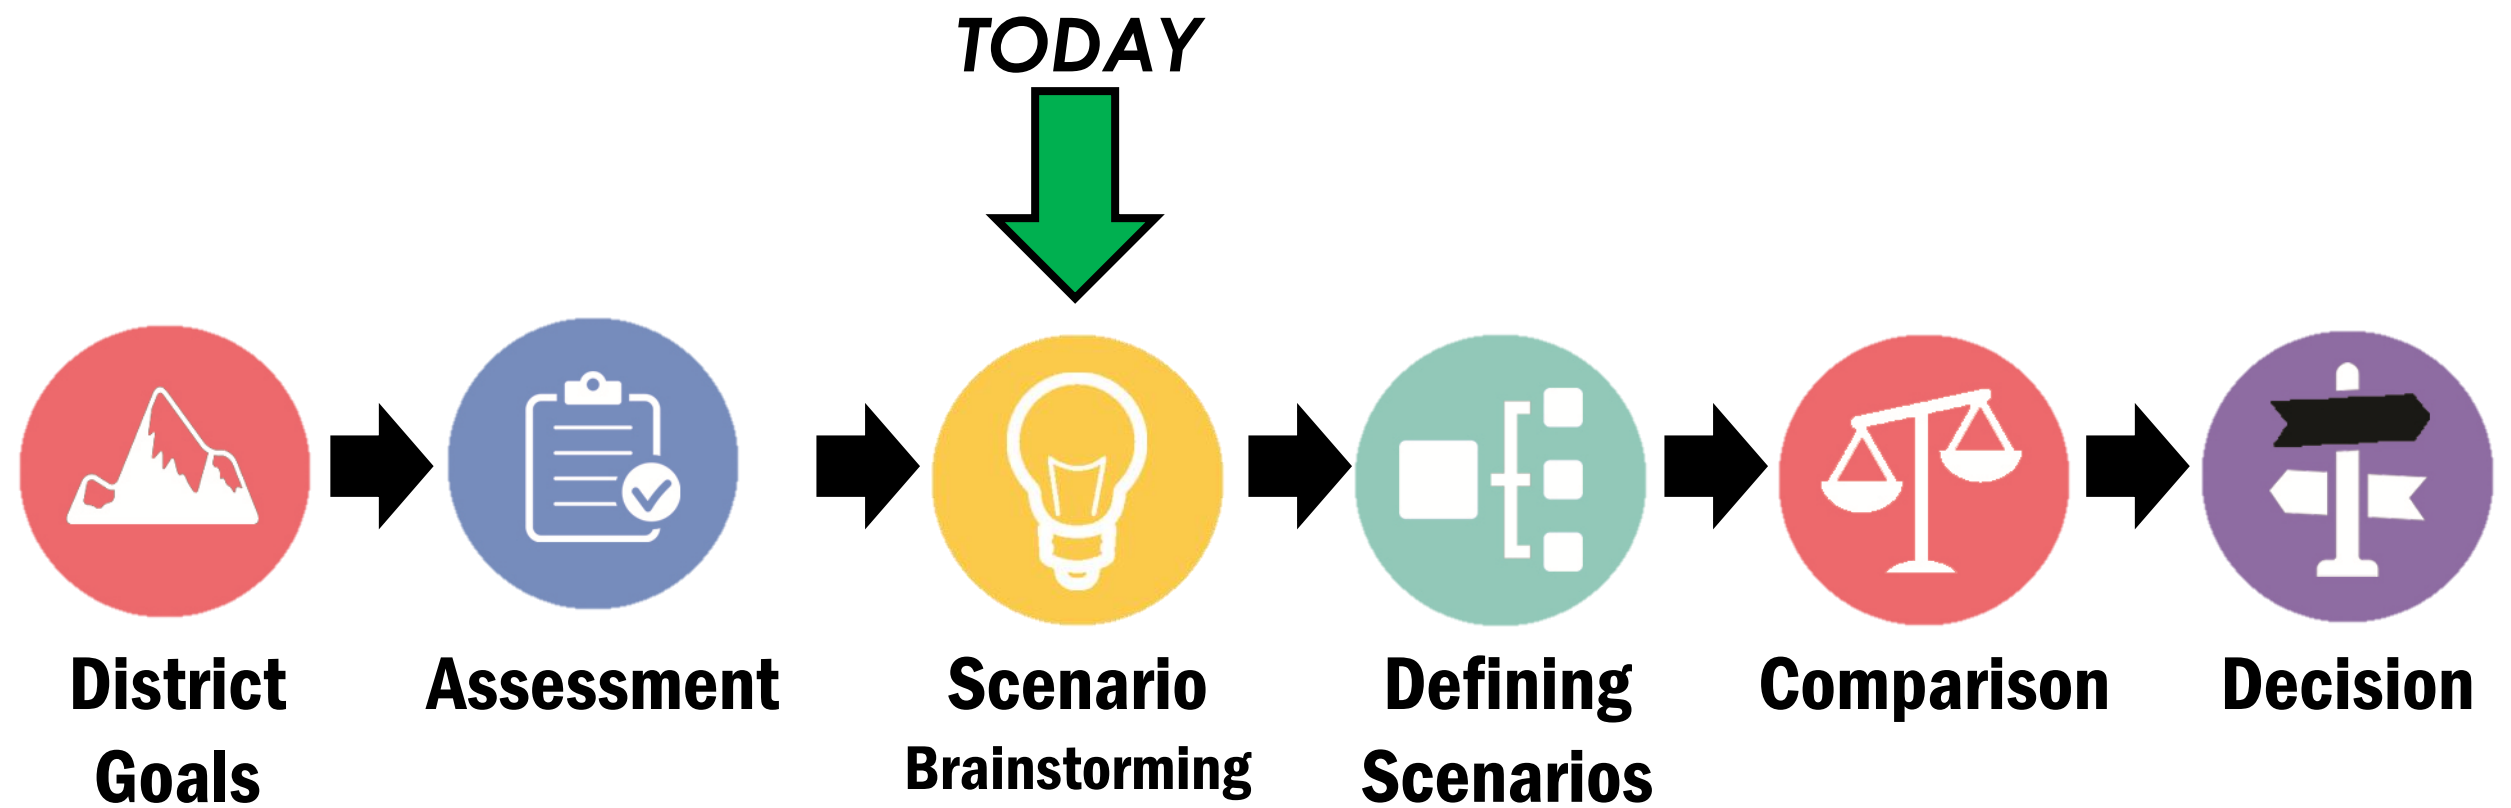 TODAY
District
Goals
Assessment
Scenario
Brainstorming
Defining
Scenarios
Comparison
Decision